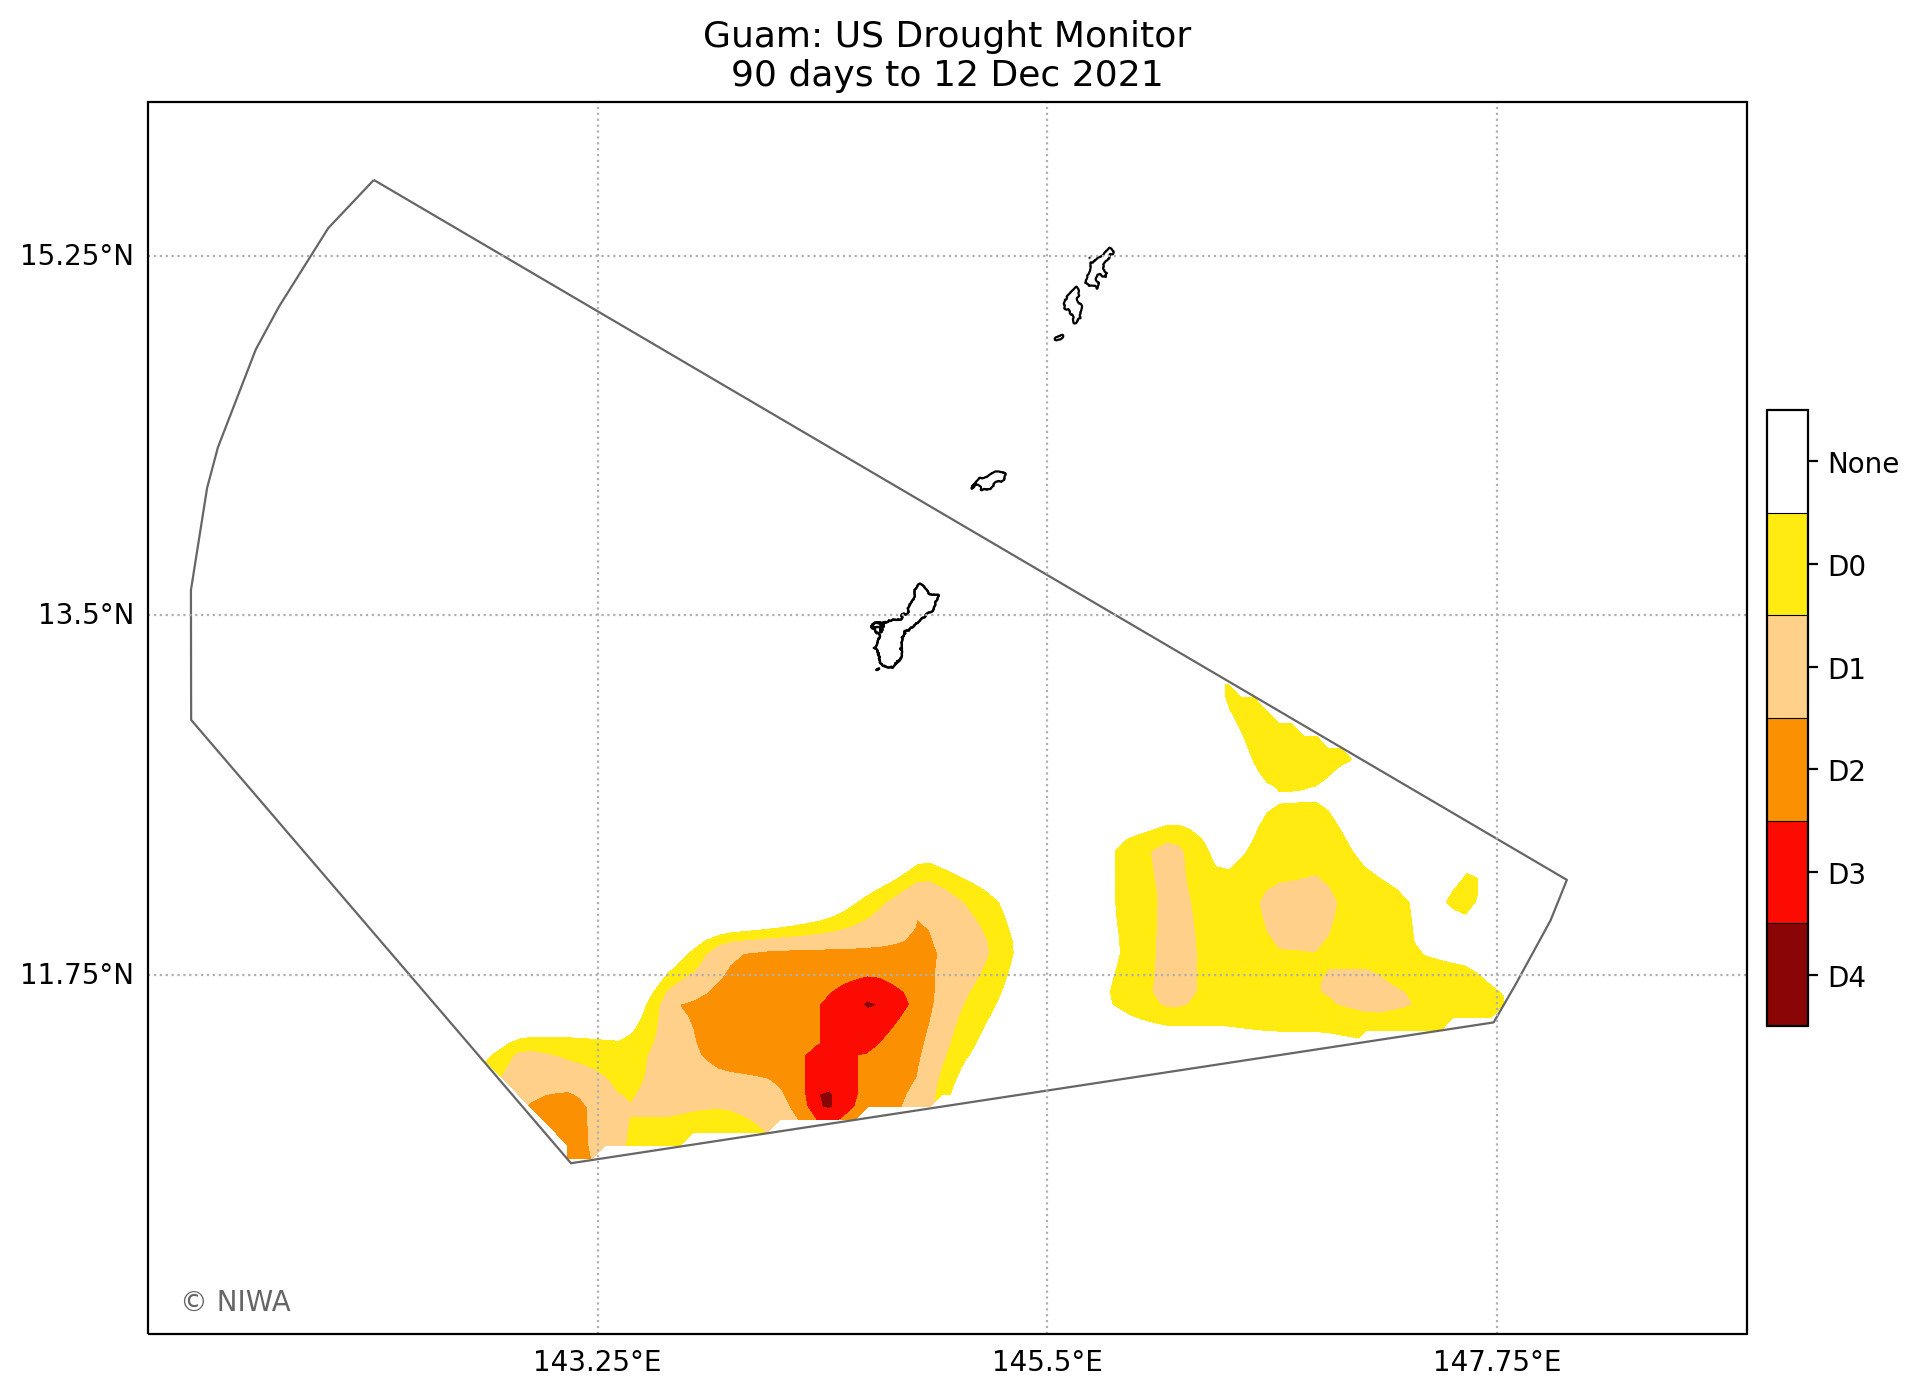 Guam: US Drought Monitor
90 days to 12 Dec 2021
15.25°N
13.5°N
11.75°N
143.25°E
145.5°E
147.75°E
None
D0
D1
D2
D3
D4
© NIWA